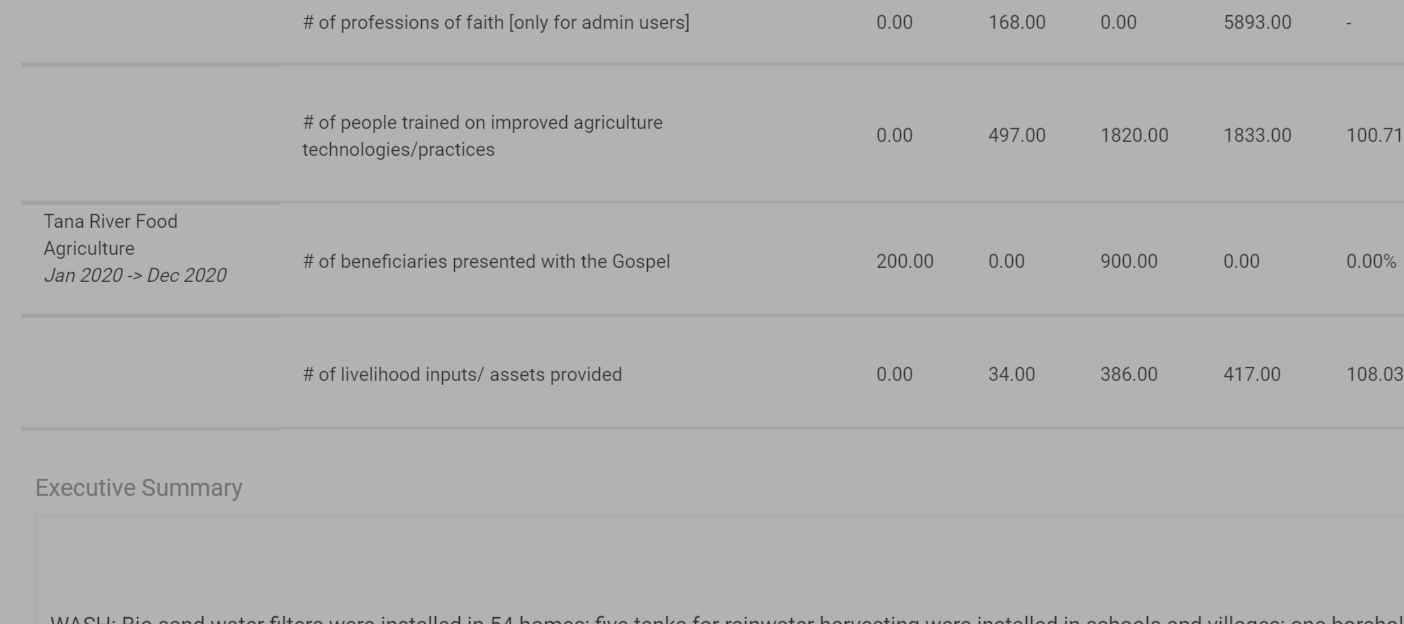 # of professions of faith [only for admin users] 0.00 168.00 0.00 5893.00 -
# of people trained on improved agriculture
technologies/practices 0.00 497.00 1820.00 1833.00 100.71
Tana River Food
Agriculture
Jan 2020 -> Dec 2020
# of beneficiaries presented with the Gospel 200.00 0.00 900.00 0.00 0.00%
# of livelihood inputs/ assets provided 0.00 34.00 386.00 417.00 108.03
Executive Summary
WASH: Bio sand water filters were installed in 54 homes; five tanks for rainwater harvesting were installed in schools and villages; one